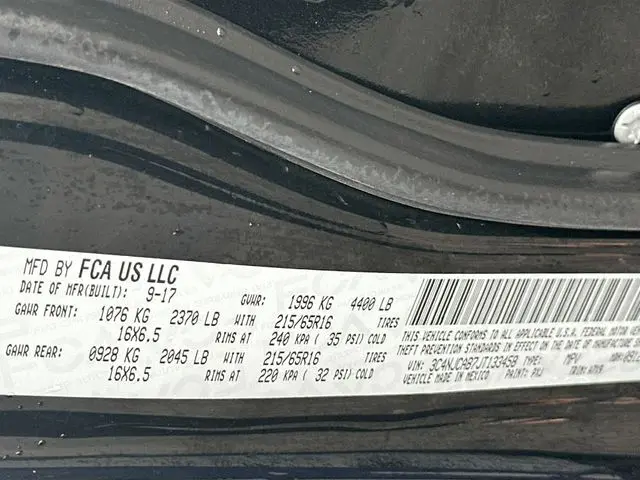 MFD BY FCA US LLC
DATE OF MFR(BUILT): 9-17 GVWR: 1996 KG 4400 LB
GAWR FRONT: 1076 KG 2370 LB WITH 215/65R16 TIRES
16X6.5 RIMS AT 240 KPA ( 35 PSI) COLD
GAWR REAR: 0928 KG 2045 LB WITH 215/65R16 TIRES
16X6.5 RIMS AT 220 KPA ( 32 PSI) COLD
THIS VEHICLE CONFORMS TO ALL APPLICABLE U.S.A. FEDERAL MOTOR
THEFT PREVENTION STANDARDS IN EFFECT ON THE DATE OF MANUFACTURE
VIN: 3C4NJCAB7JT133458 TYPE: MPV
VEHICLE MADE IN MEXICO PAINT: PXJ TRIM: